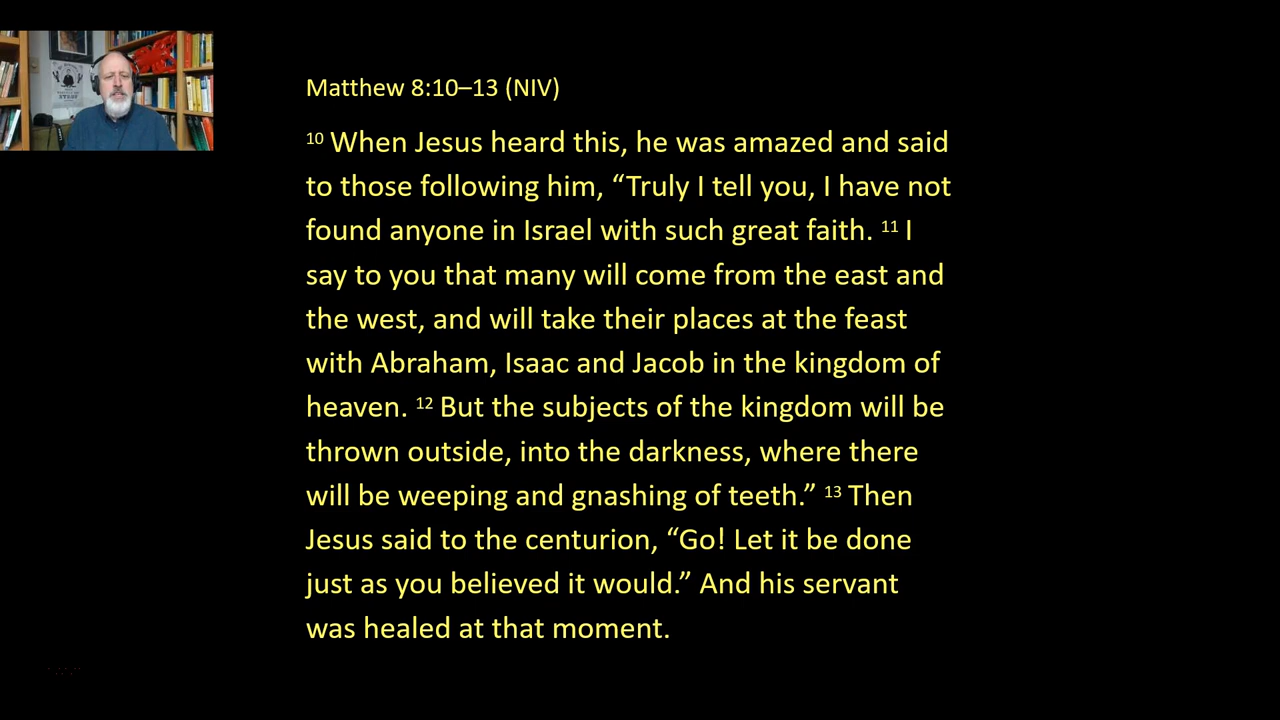 Matthew 8:10–13 (NIV)
10 When Jesus heard this, he was amazed and said
to those following him, “Truly I tell you, I have not
found anyone in Israel with such great faith. 11 I
say to you that many will come from the east and
the west, and will take their places at the feast
with Abraham, Isaac and Jacob in the kingdom of
heaven. 12 But the subjects of the kingdom will be
thrown outside, into the darkness, where there
will be weeping and gnashing of teeth.” 13 Then
Jesus said to the centurion, “Go! Let it be done
just as you believed it would.” And his servant
was healed at that moment.